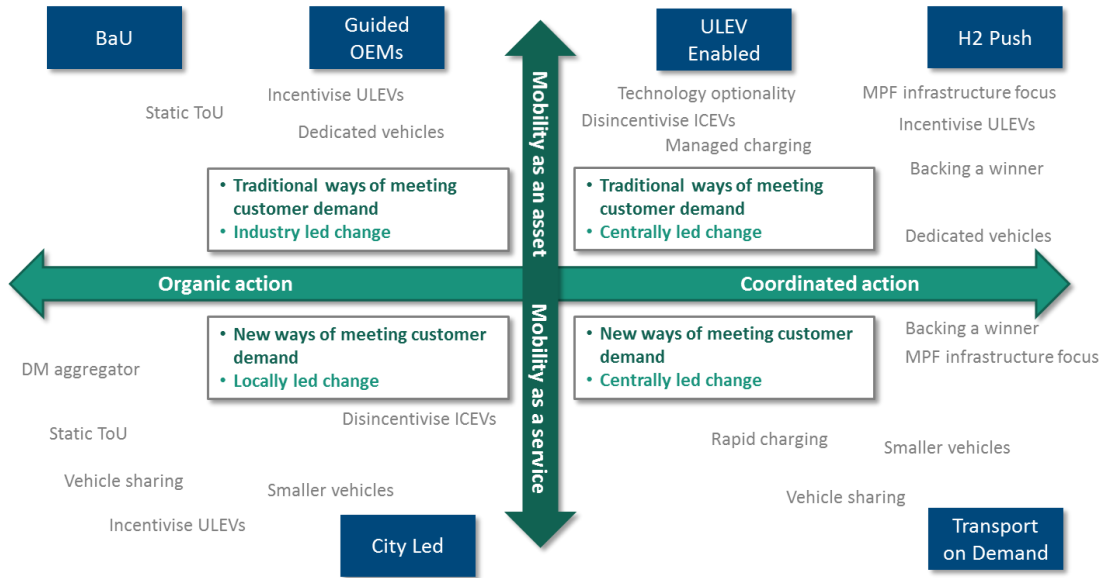 BaU
Guided
OEMs
ULEV
Enabled
H2 Push
Incentivise ULEVs
Static ToU
Dedicated vehicles
Technology optionality
Disincentivise ICEVs
Managed charging
MPF infrastructure focus
Incentivise ULEVs
Backing a winner
Dedicated vehicles
Mobility as an asset
• Traditional ways of meeting
customer demand
• Industry led change
• Traditional ways of meeting
customer demand
• Centrally led change
Organic action
Coordinated action
Mobility as a service
• New ways of meeting customer
demand
• Locally led change
• New ways of meeting customer
demand
• Centrally led change
DM aggregator
Disincentivise ICEVs
Static ToU
Vehicle sharing
Smaller vehicles
Incentivise ULEVs
City Led
Backing a winner
MPF infrastructure focus
Rapid charging
Smaller vehicles
Vehicle sharing
Transport
on Demand